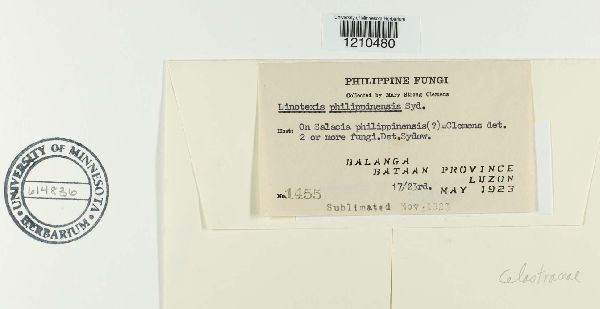 University of Minnesota Herbarium
1210480
PHILIPPINE FUNGI
Collected by Mary Strong Clemens
Linotexis philippinensis Syd.
Host: On Salacia philippinensis(?)=Clemens det.
2 or more fungi.Det.Sydow.
BALANGA
BATAAN PROVINCE
LUZON
17/23rd. MAY 1923
No. 1455
Sublimated Nov. 1923
UNIVERSITY OF MINNESOTA
614836
HERBARIUM
Celastraceae